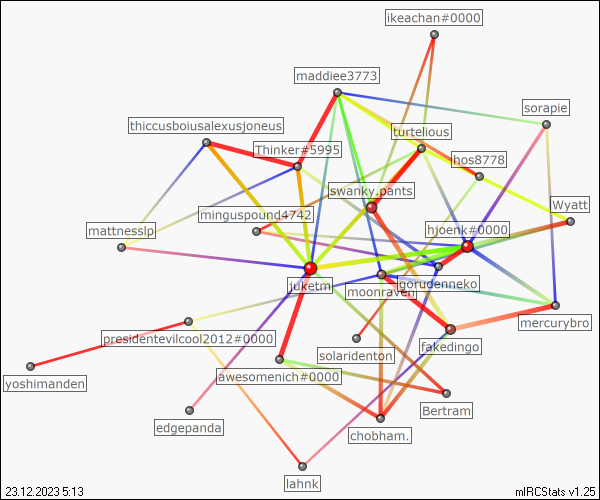 ikeachan#0000
maddiee3773
sorapie
thiccusboiusalexusjoneus
turtelious
Thinker#5995
hos8778
swanky.pants
Wyatt
minguspound4742
mattnesslp
hjoenk#0000
juketm
moonraven
gorudenneko
mercurybro
presidentevilcool2012#0000
solaridenton
fakedingo
yoshimanden
awesomenich#0000
Bertram
edgepanda
chobham.
lahnk
23.12.2023 5:13
mIRCStats v1.25